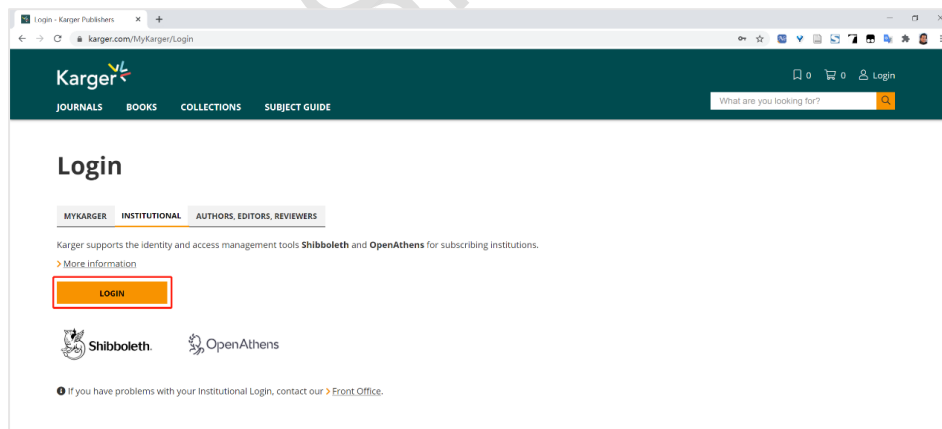 Login - Karger Publishers
karger.com/MyKarger/Login
Karger
0 0 Login
JOURNALS BOOKS COLLECTIONS SUBJECT GUIDE
What are you looking for?
Login
MYKARGER INSTITUTIONAL AUTHORS, EDITORS, REVIEWERS
Karger supports the identity and access management tools Shibboleth and OpenAthens for subscribing institutions.
More information
LOGIN
Shibboleth. OpenAthens
If you have problems with your Institutional Login, contact our > Front Office.